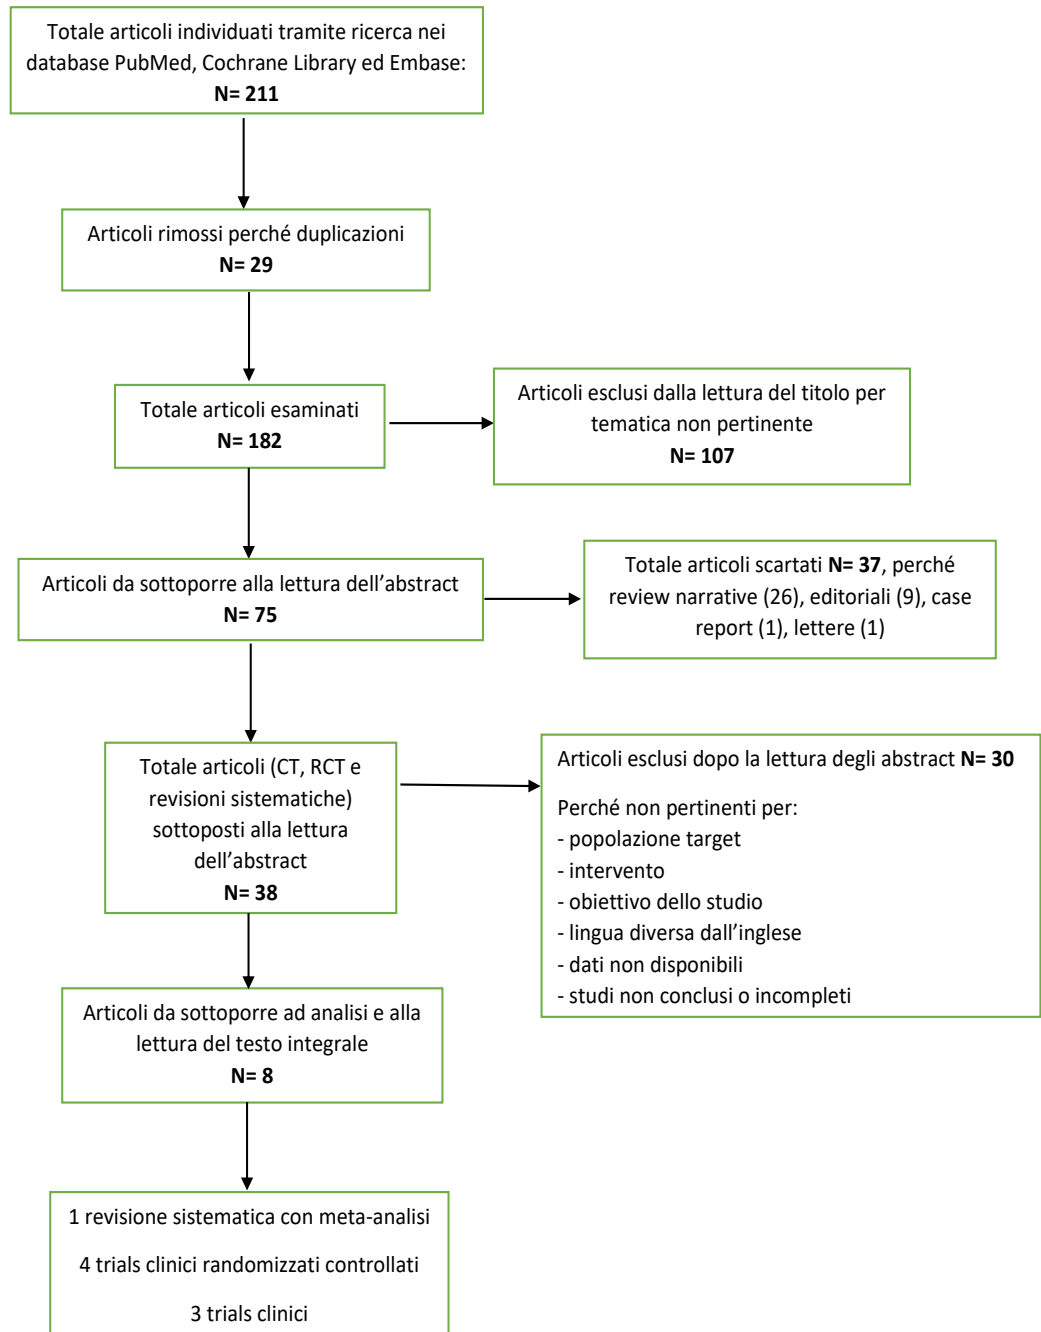 Totale articoli individuati tramite ricerca nei
database PubMed, Cochrane Library ed Embase:
N= 211
Articoli rimossi perché duplicazioni
N= 29
Totale articoli esaminati
N= 182
Articoli esclusi dalla lettura del titolo per
tematica non pertinente
N= 107
Articoli da sottoporre alla lettura dell’abstract
N= 75
Totale articoli scartati N= 37, perché
review narrative (26), editoriali (9), case
report (1), lettere (1)
Totale articoli (CT, RCT e
revisioni sistematiche)
sottoposti alla lettura
dell’abstract
N= 38
Articoli esclusi dopo la lettura degli abstract N= 30
Perché non pertinenti per:
- popolazione target
- intervento
- obiettivo dello studio
- lingua diversa dall’inglese
- dati non disponibili
- studi non conclusi o incompleti
Articoli da sottoporre ad analisi e alla
lettura del testo integrale
N= 8
1 revisione sistematica con meta-analisi
4 trials clinici randomizzati controllati
3 trials clinici